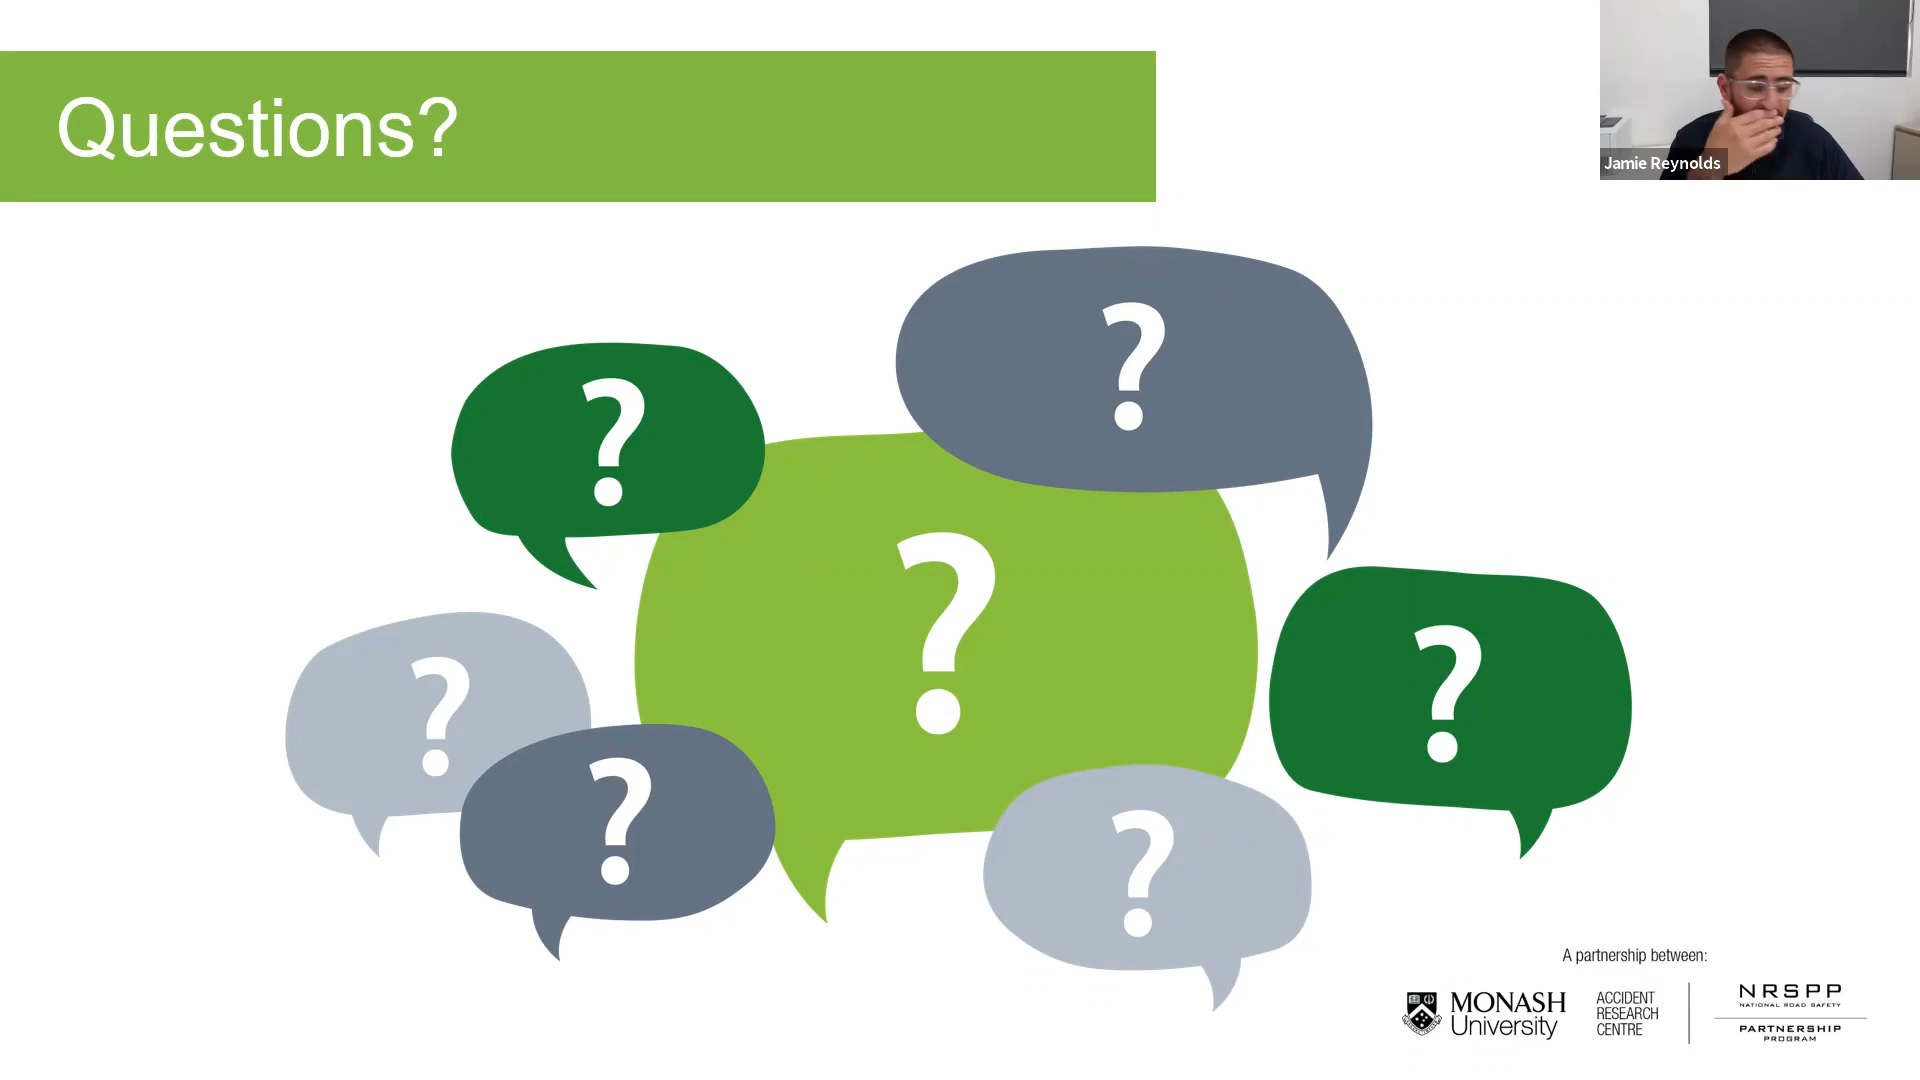 Questions?
Jamie Reynolds
?
?
?
?
?
?
?
A partnership between:
MONASH
University
ACCIDENT
RESEARCH
CENTRE
NRSPP
NATIONAL ROAD SAFETY
PARTNERSHIP
PROGRAM